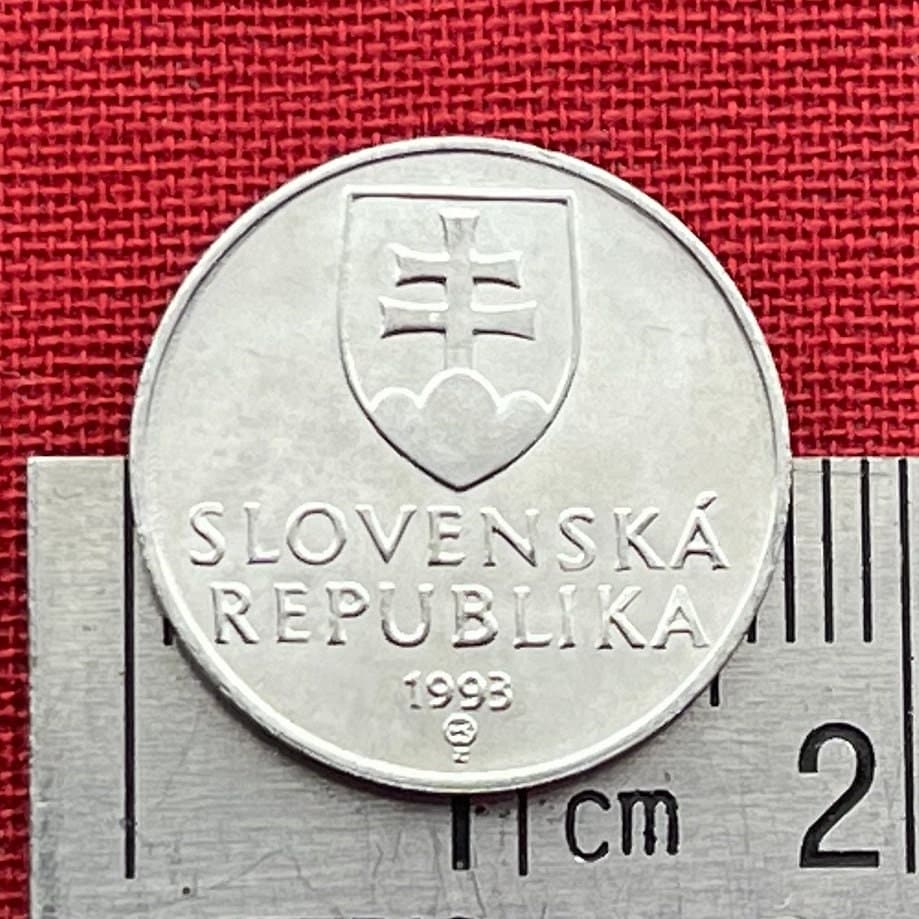 SLOVENSKÁ
REPUBLIKA
1993
cm 2